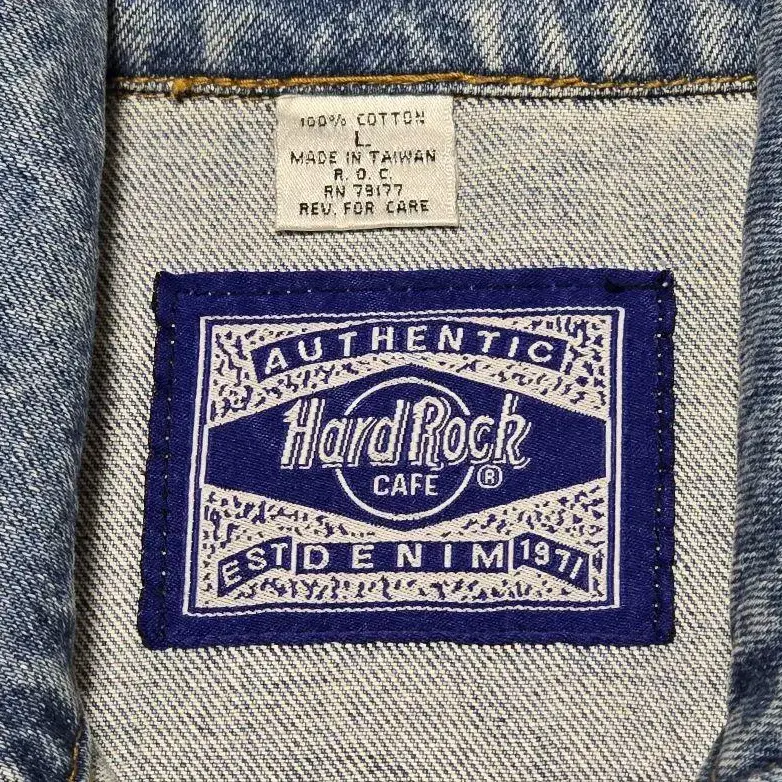 100% COTTON
L
MADE IN TAIWAN
R. O. C.
RN 79177
REV. FOR CARE
AUTHENTIC
Hard Rock
CAFE ®
EST DENIM 1971